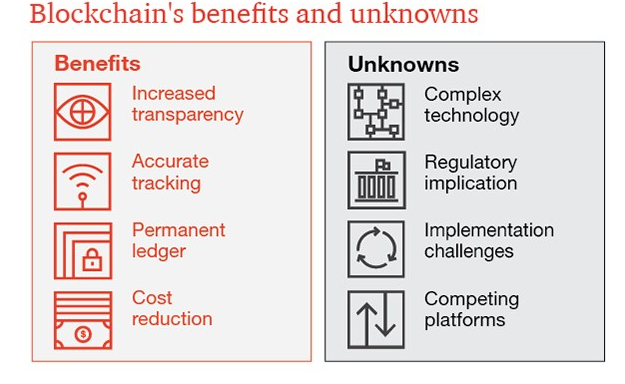 Blockchain's benefits and unknowns
Benefits
Increased
transparency
Accurate
tracking
Permanent
ledger
Cost
reduction
$
Unknowns
Complex
technology
Regulatory
implication
Implementation
challenges
Competing
platforms